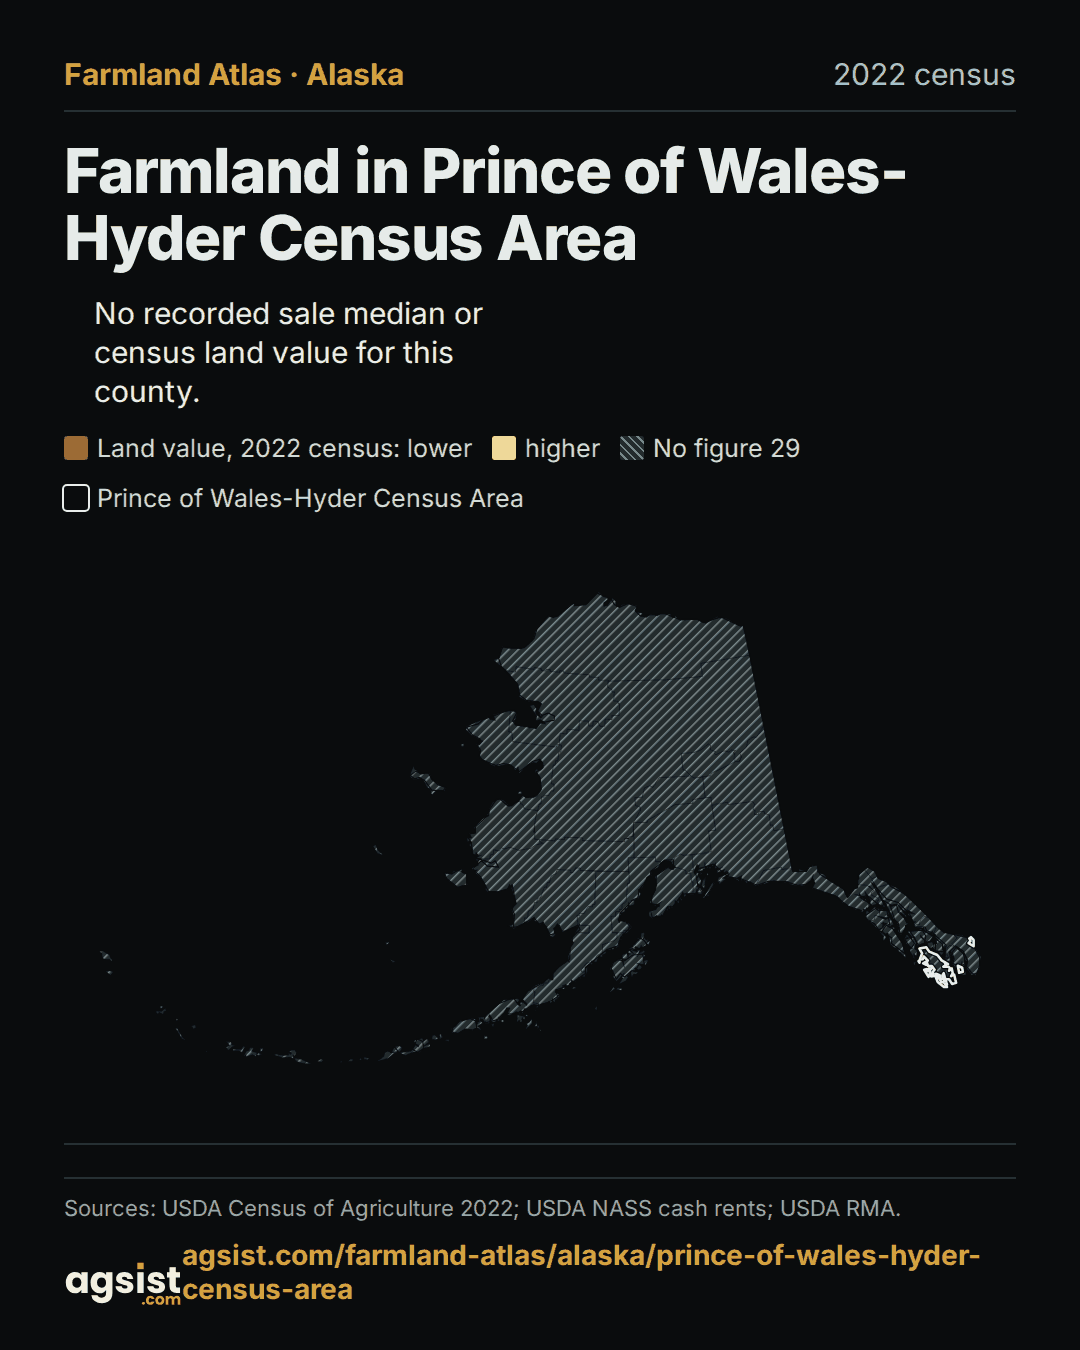 Farmland Atlas · Alaska
2022 census
Farmland in Prince of Wales-
Hyder Census Area
No recorded sale median or
census land value for this
county.
Land value, 2022 census: lower
higher
No figure 29
Prince of Wales-Hyder Census Area
Sources: USDA Census of Agriculture 2022; USDA NASS cash rents; USDA RMA.
agsist.com
agsist.com/farmland-atlas/alaska/prince-of-wales-hyder-
census-area